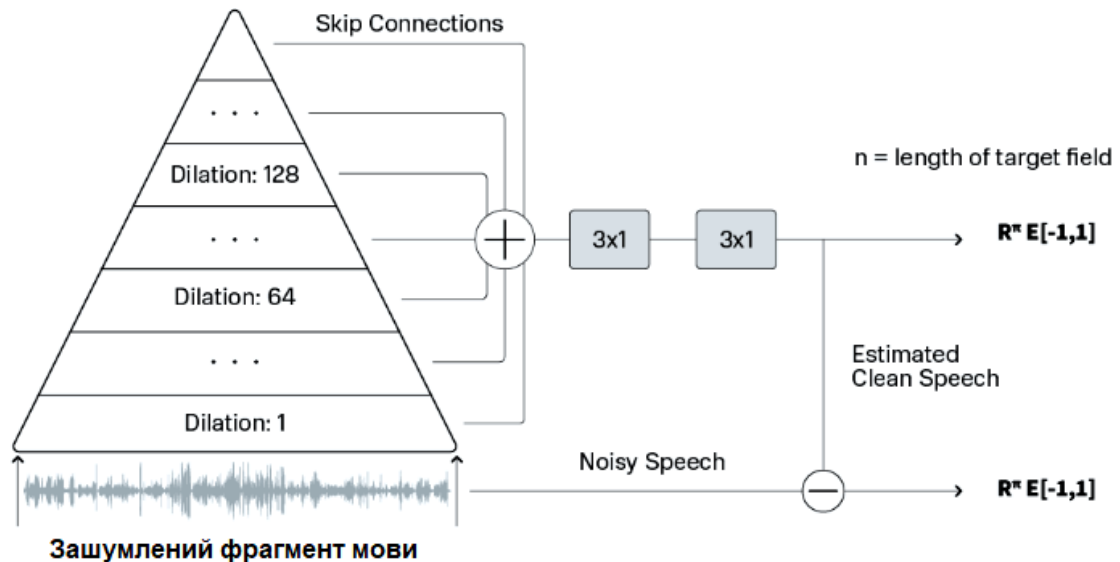 Skip Connections
. . .
Dilation: 128
. . .
Dilation: 64
. . .
Dilation: 1
+
3x1
3x1
n = length of target field
Rⁿ E[-1,1]
Estimated
Clean Speech
Noisy Speech
−
Rⁿ E[-1,1]
Зашумлений фрагмент мови